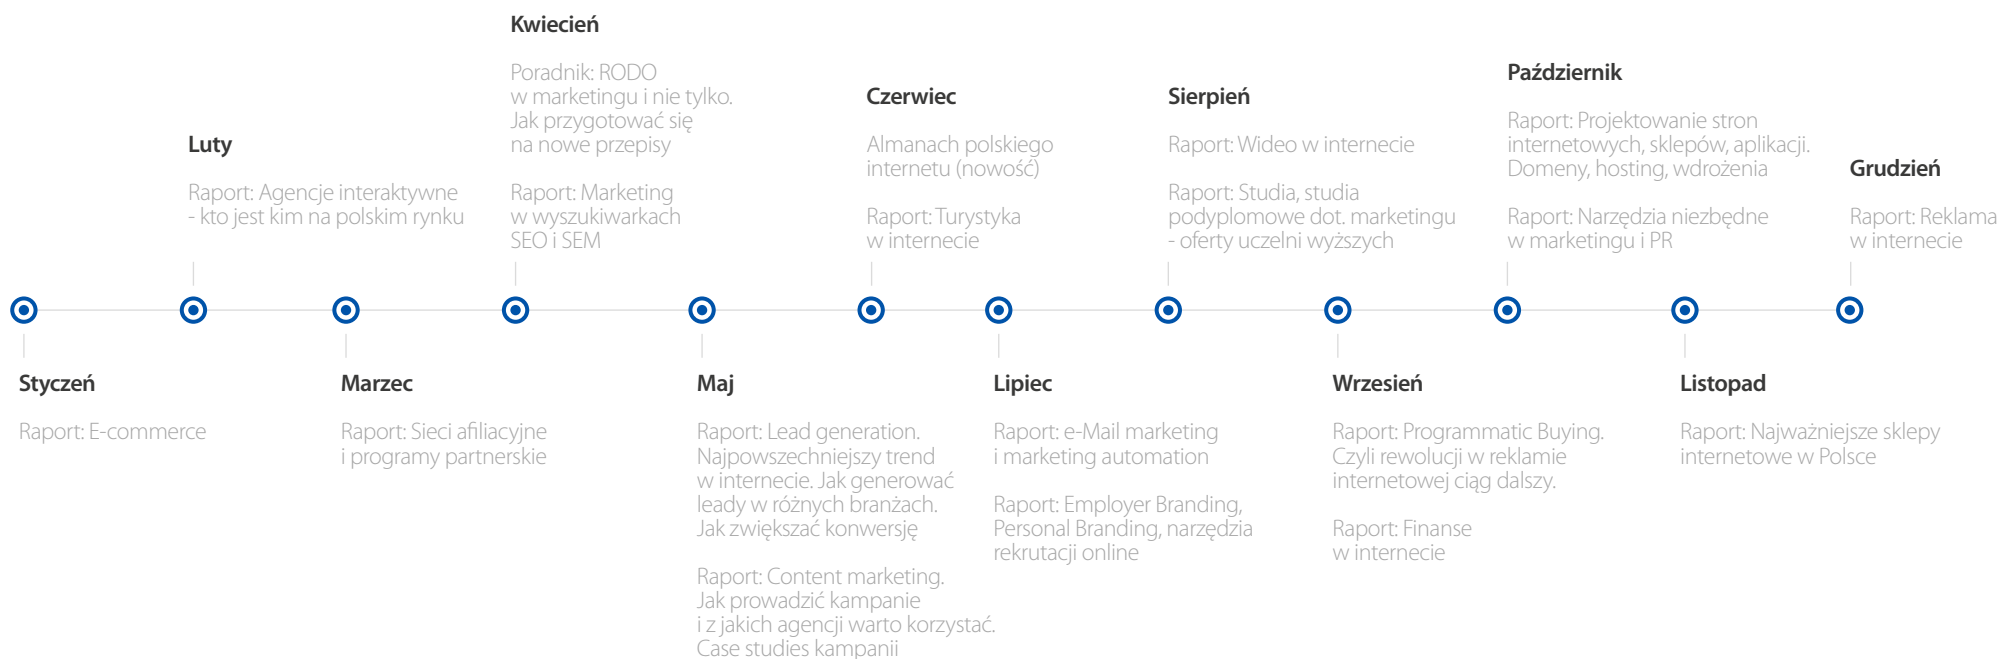 Kwiecień
Poradnik: RODO
w marketingu i nie tylko.
Jak przygotować się
na nowe przepisy
Raport: Marketing
w wyszukiwarkach
SEO i SEM
Październik
Raport: Projektowanie stron
internetowych, sklepów, aplikacji.
Domeny, hosting, wdrożenia
Raport: Narzędzia niezbędne
w marketingu i PR
Czerwiec
Almanach polskiego
internetu (nowość)
Raport: Turystyka
w internecie
Sierpień
Raport: Wideo w internecie
Raport: Studia, studia
podyplomowe dot. marketingu
- oferty uczelni wyższych
Luty
Raport: Agencje interaktywne
- kto jest kim na polskim rynku
Grudzień
Raport: Reklama
w internecie
Styczeń
Raport: E-commerce
Marzec
Raport: Sieci afiliacyjne
i programy partnerskie
Maj
Raport: Lead generation.
Najpowszechniejszy trend
w internecie. Jak generować
leady w różnych branżach.
Jak zwiększać konwersję
Raport: Content marketing.
Jak prowadzić kampanie
i z jakich agencji warto korzystać.
Case studies kampanii
Lipiec
Raport: e-Mail marketing
i marketing automation
Raport: Employer Branding,
Personal Branding, narzędzia
rekrutacji online
Wrzesień
Raport: Programmatic Buying.
Czyli rewolucji w reklamie
internetowej ciąg dalszy.
Raport: Finanse
w internecie
Listopad
Raport: Najważniejsze sklepy
internetowe w Polsce